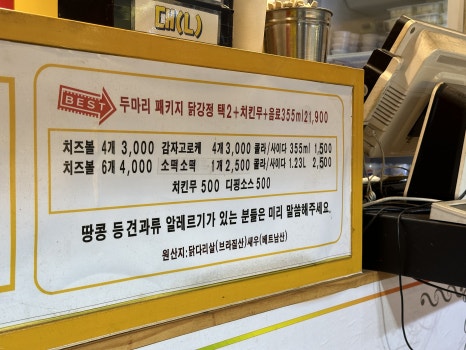 대(L)
BEST 두마리 패키지 닭강정 택2+치킨무+음료355ml 21,900
치즈볼 4개 3,000 감자고로케 4개 3,000 콜라/사이다 355ml 1,500
치즈볼 6개 4,000 소떡소떡 1개 2,500 콜라/사이다 1.23L 2,500
치킨무 500 디핑소스 500
땅콩 등견과류 알레르기가 있는 분들은 미리 말씀해주세요.
원산지:닭다리살(브라질산)새우(베트남산)